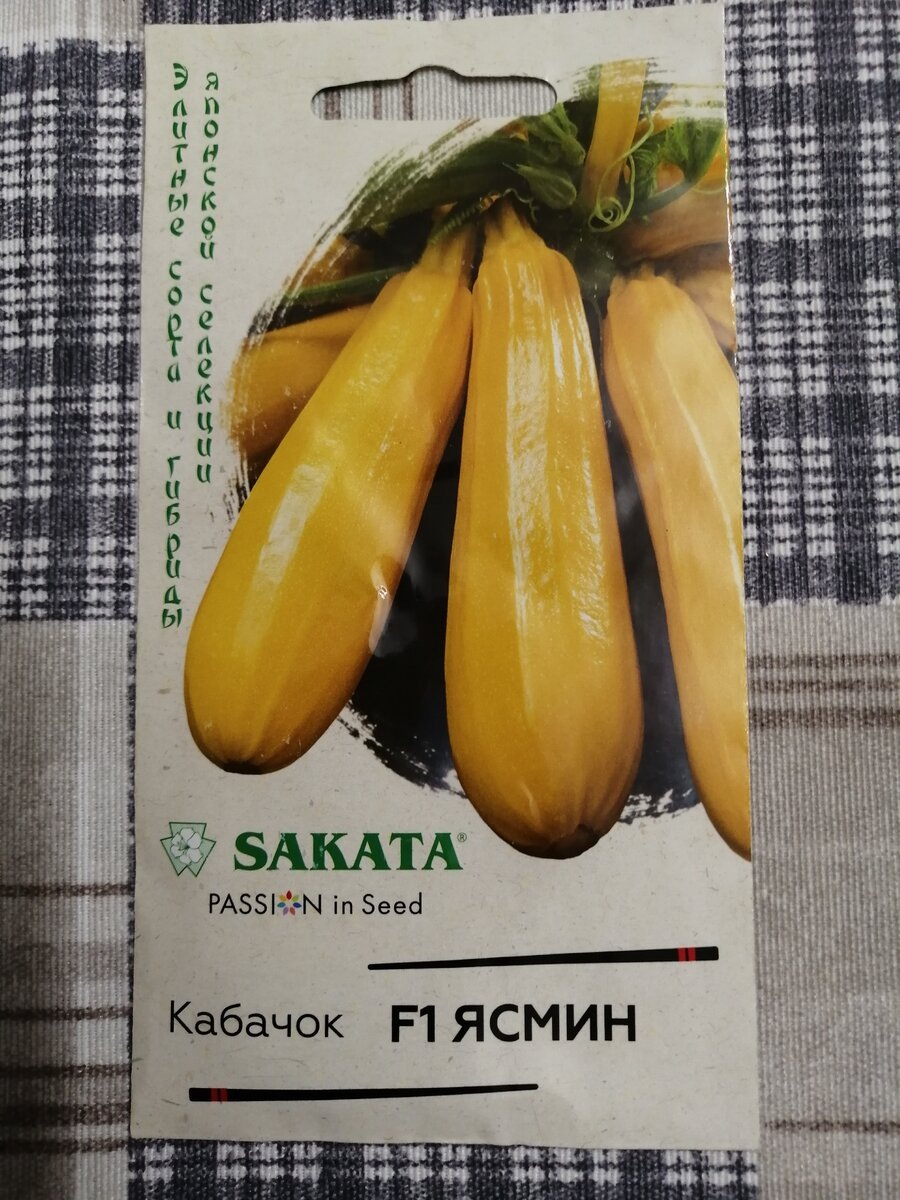 Элитные сорта и гибриды
японской селекции
SAKATA®
PASSION in Seed
Кабачок F1 ЯСМИН